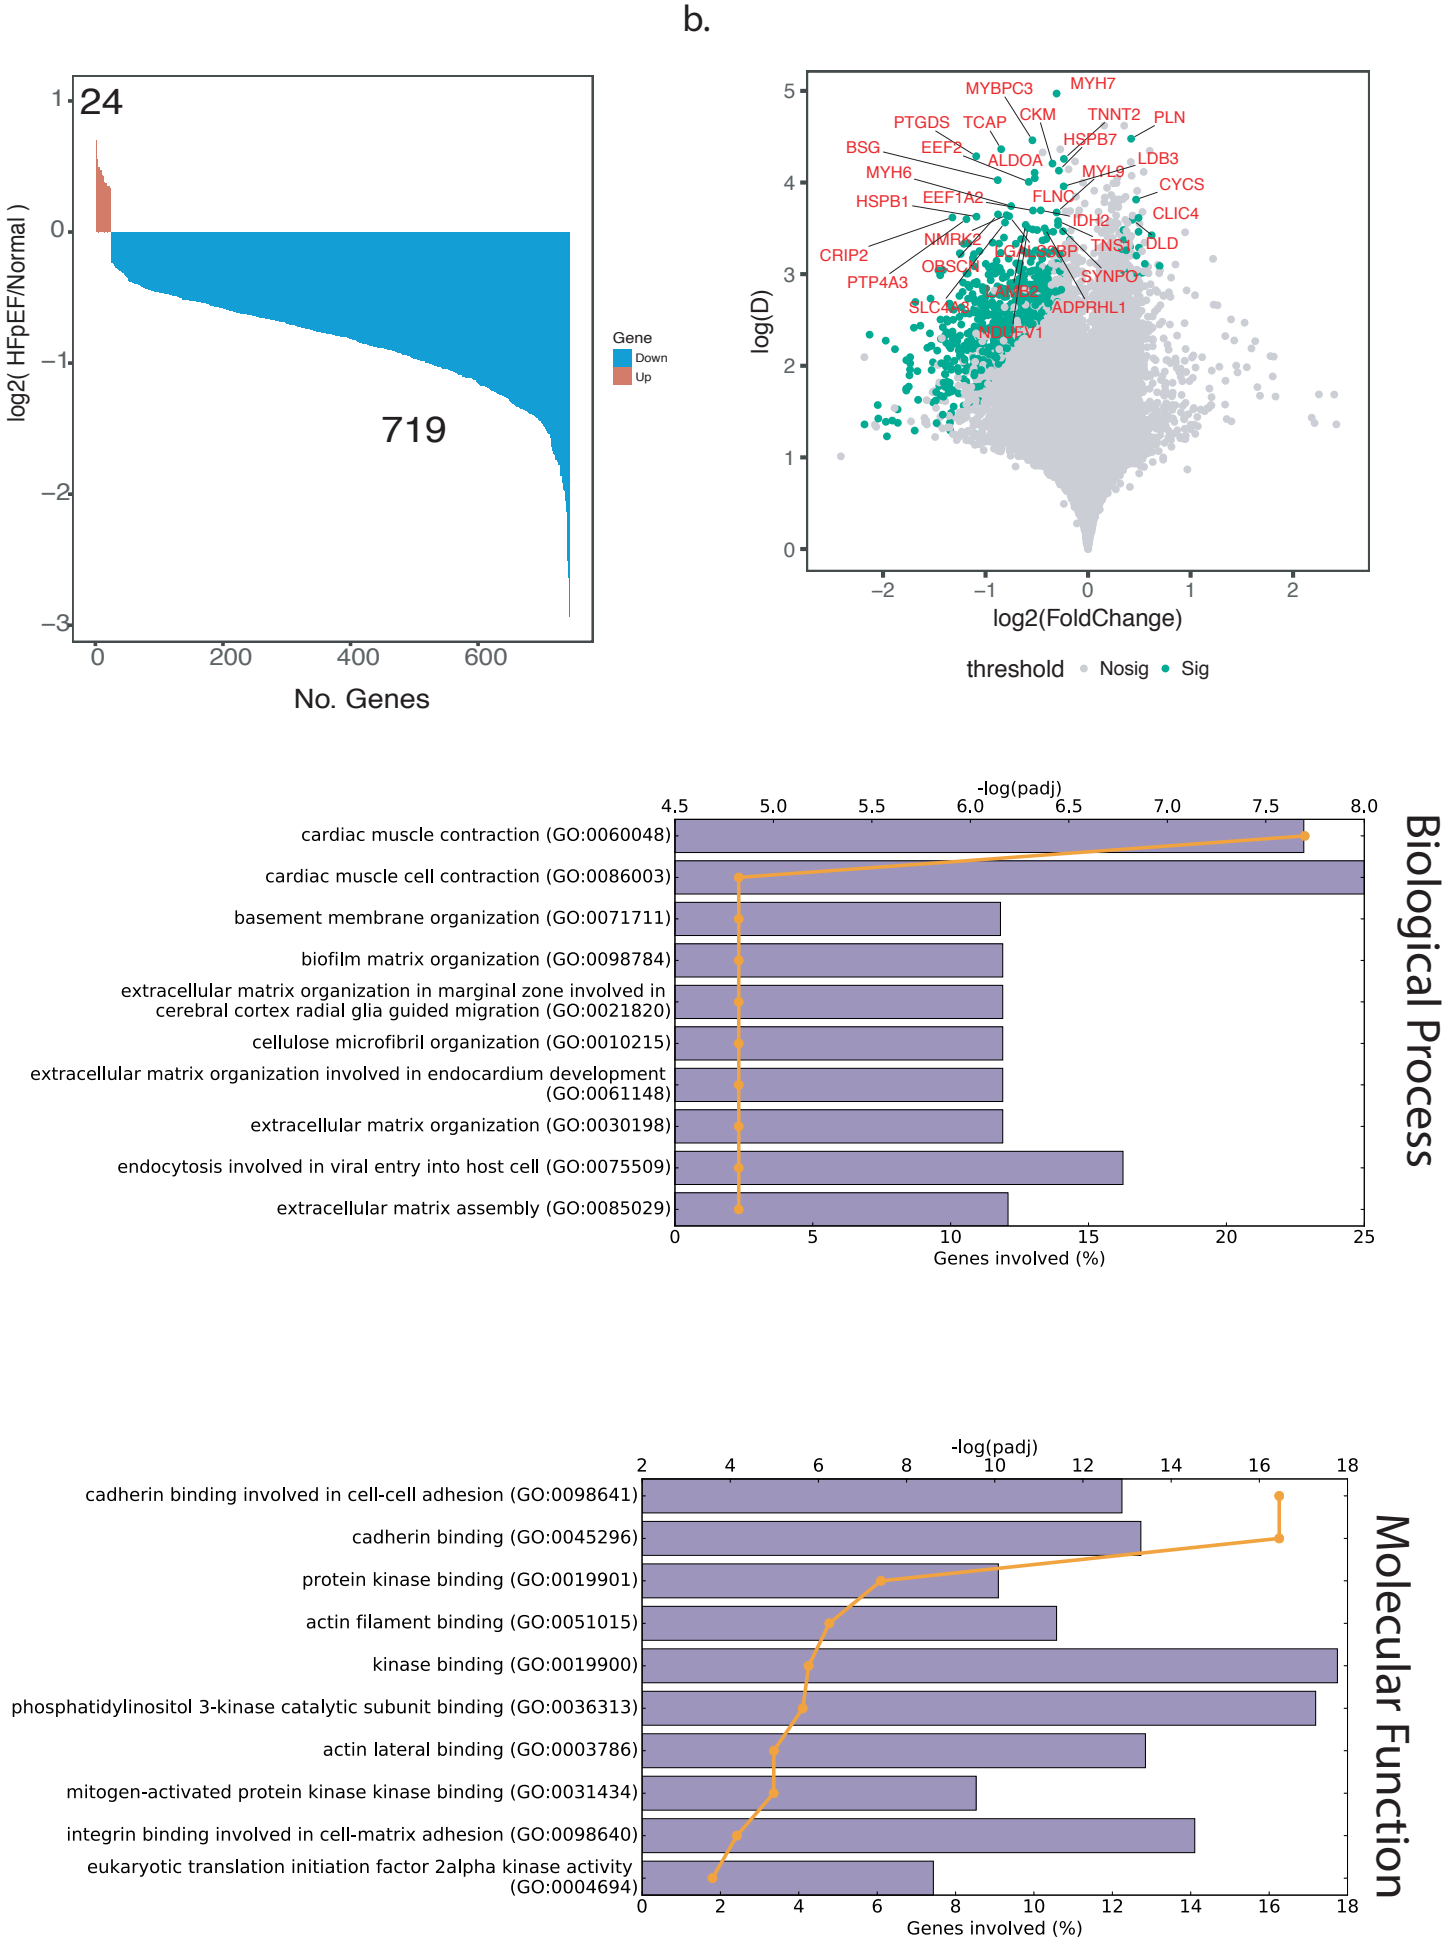 b.
24
719
1
0
−1
−2
−3
log2( HFpEF/Normal )
0
200
400
600
No. Genes
Gene
Down
Up
5
4
3
2
1
0
log(D)
MYH7
MYBPC3
CKM
TNNT2
PLN
PTGDS
TCAP
HSPB7
BSG
EEF2
ALDOA
LDB3
MYH6
MYL9
CYCS
HSPB1
EEF1A2
FLNC
IDH2
CLIC4
NMRK2
TNS1
DLD
CRIP2
LGALS3BP
OBSCN
SYNPO
PTP4A3
LAMB2
SLC4A3
ADPRHL1
NDUFV1
−2
−1
0
1
2
log2(FoldChange)
threshold
Nosig
Sig
-log(padj)
4.5 5.0 5.5 6.0 6.5 7.0 7.5 8.0
cardiac muscle contraction (GO:0060048)
cardiac muscle cell contraction (GO:0086003)
basement membrane organization (GO:0071711)
biofilm matrix organization (GO:0098784)
extracellular matrix organization in marginal zone involved in
cerebral cortex radial glia guided migration (GO:0021820)
cellulose microfibril organization (GO:0010215)
extracellular matrix organization involved in endocardium development
(GO:0061148)
extracellular matrix organization (GO:0030198)
endocytosis involved in viral entry into host cell (GO:0075509)
extracellular matrix assembly (GO:0085029)
0 5 10 15 20 25
Genes involved (%)
Biological Process
-log(padj)
2 4 6 8 10 12 14 16 18
cadherin binding involved in cell-cell adhesion (GO:0098641)
cadherin binding (GO:0045296)
protein kinase binding (GO:0019901)
actin filament binding (GO:0051015)
kinase binding (GO:0019900)
phosphatidylinositol 3-kinase catalytic subunit binding (GO:0036313)
actin lateral binding (GO:0003786)
mitogen-activated protein kinase kinase binding (GO:0031434)
integrin binding involved in cell-matrix adhesion (GO:0098640)
eukaryotic translation initiation factor 2alpha kinase activity
(GO:0004694)
0 2 4 6 8 10 12 14 16 18
Genes involved (%)
Molecular Function